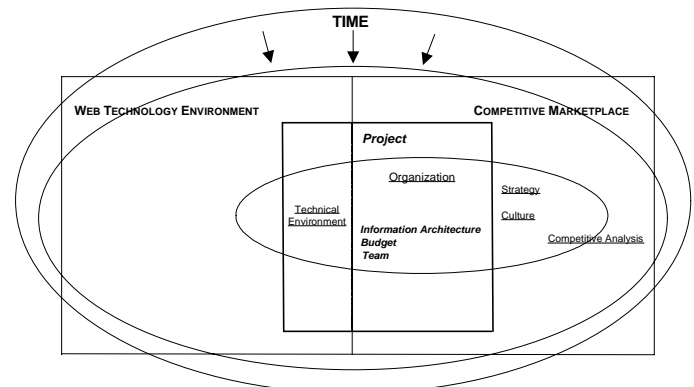 TIME
WEB TECHNOLOGY ENVIRONMENT
COMPETITIVE MARKETPLACE
Project
Organization
Strategy
Technical
Environment
Culture
Information Architecture
Budget
Team
Competitive Analysis